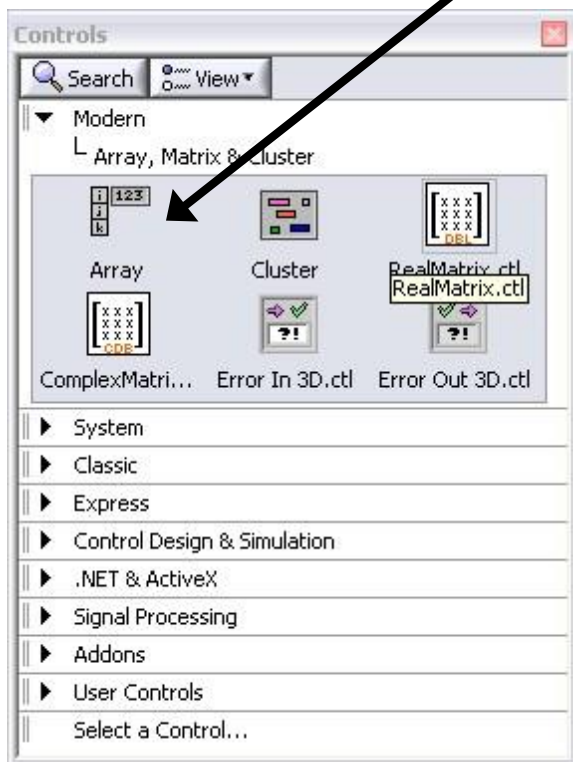 Controls
Search View
Modern
Array, Matrix & Cluster
i 123
j
k
Array Cluster RealMatrix.ctl
DBL
RealMatrix.ctl
CDB
?! ?!
ComplexMatri... Error In 3D.ctl Error Out 3D.ctl
System
Classic
Express
Control Design & Simulation
.NET & ActiveX
Signal Processing
Addons
User Controls
Select a Control...